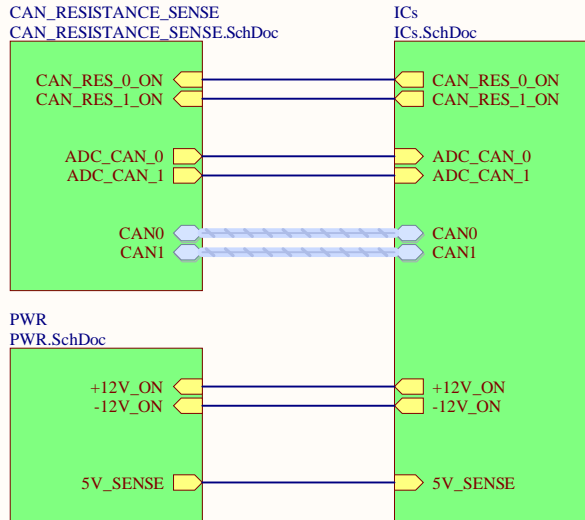 CAN_RESISTANCE_SENSE
CAN_RESISTANCE_SENSE.SchDoc
CAN_RES_0_ON
CAN_RES_1_ON
ADC_CAN_0
ADC_CAN_1
CAN0
CAN1
ICs
ICs.SchDoc
CAN_RES_0_ON
CAN_RES_1_ON
ADC_CAN_0
ADC_CAN_1
CAN0
CAN1
+12V_ON
-12V_ON
5V_SENSE
PWR
PWR.SchDoc
+12V_ON
-12V_ON
5V_SENSE